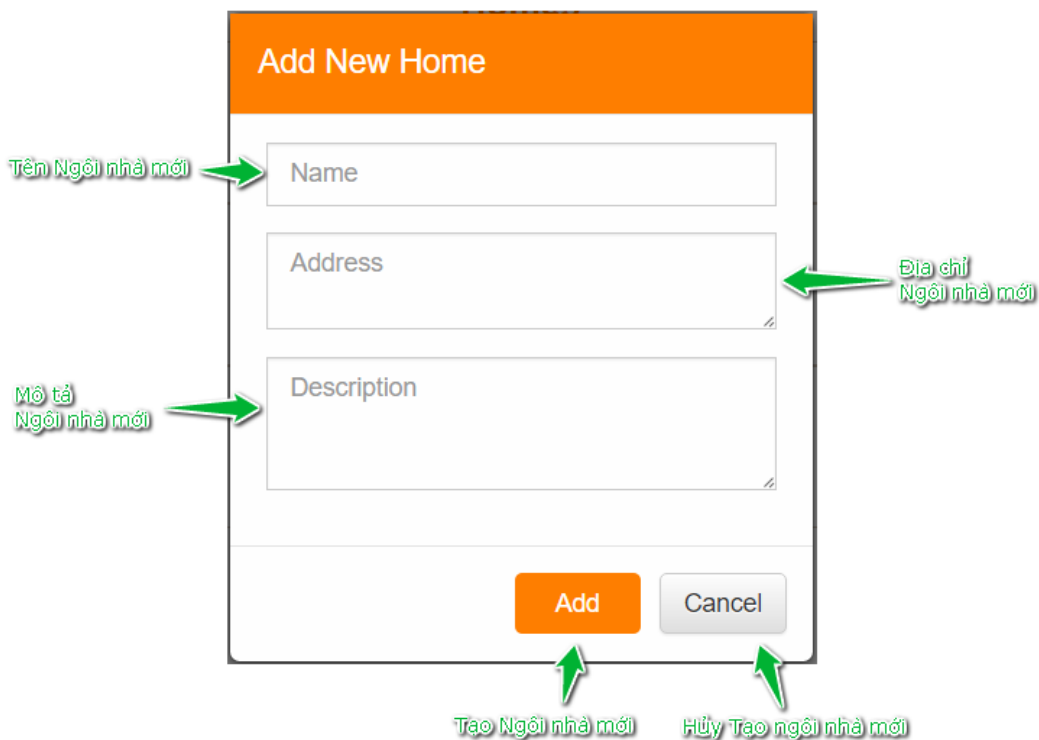 Add New Home
Tên Ngôi nhà mới
Name
Address
Địa chỉ
Ngôi nhà mới
Mô tả
Ngôi nhà mới
Description
Add
Cancel
Tạo Ngôi nhà mới
Hủy Tạo ngôi nhà mới